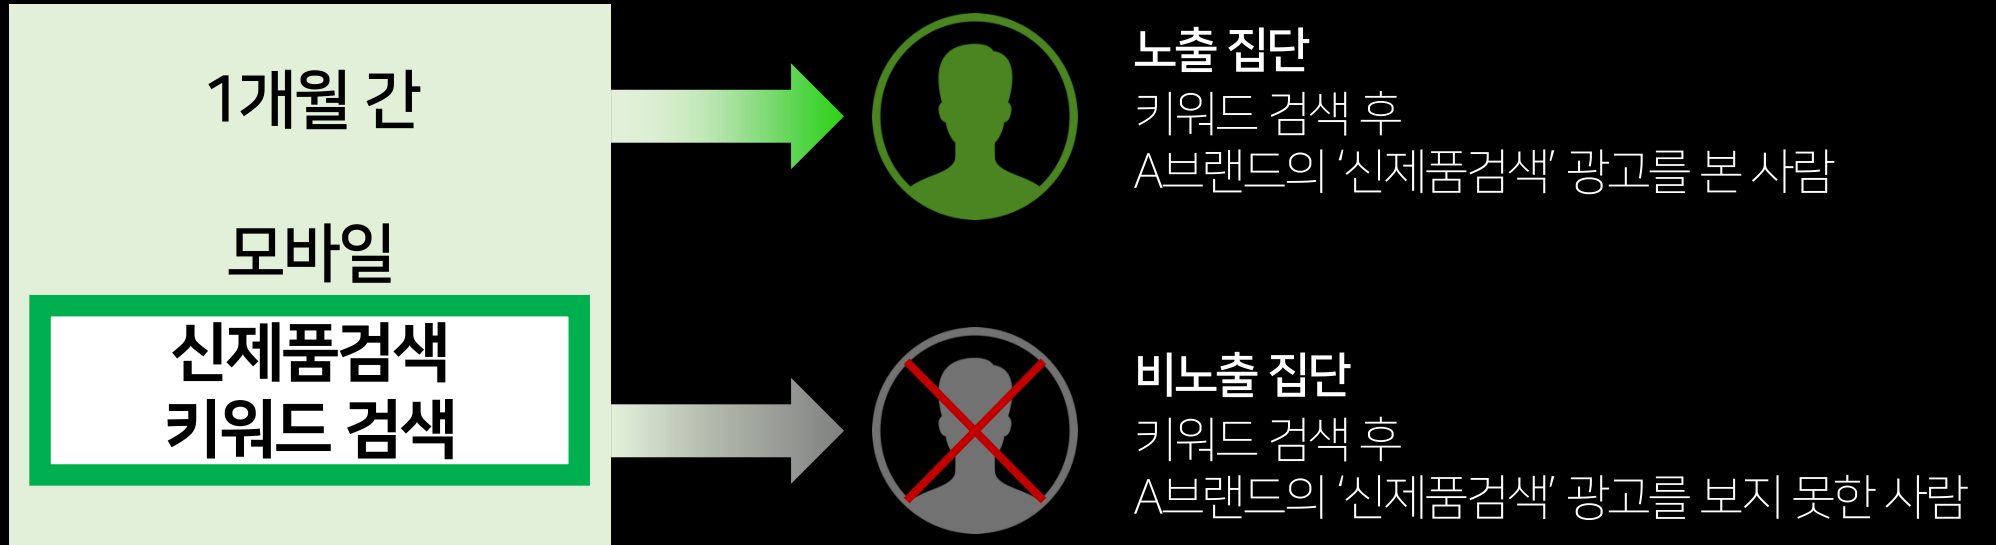 1개월 간
모바일
신제품검색
키워드 검색
노출 집단
키워드 검색 후
A브랜드의 ‘신제품검색’ 광고를 본 사람
비노출 집단
키워드 검색 후
A브랜드의 ‘신제품검색’ 광고를 보지 못한 사람